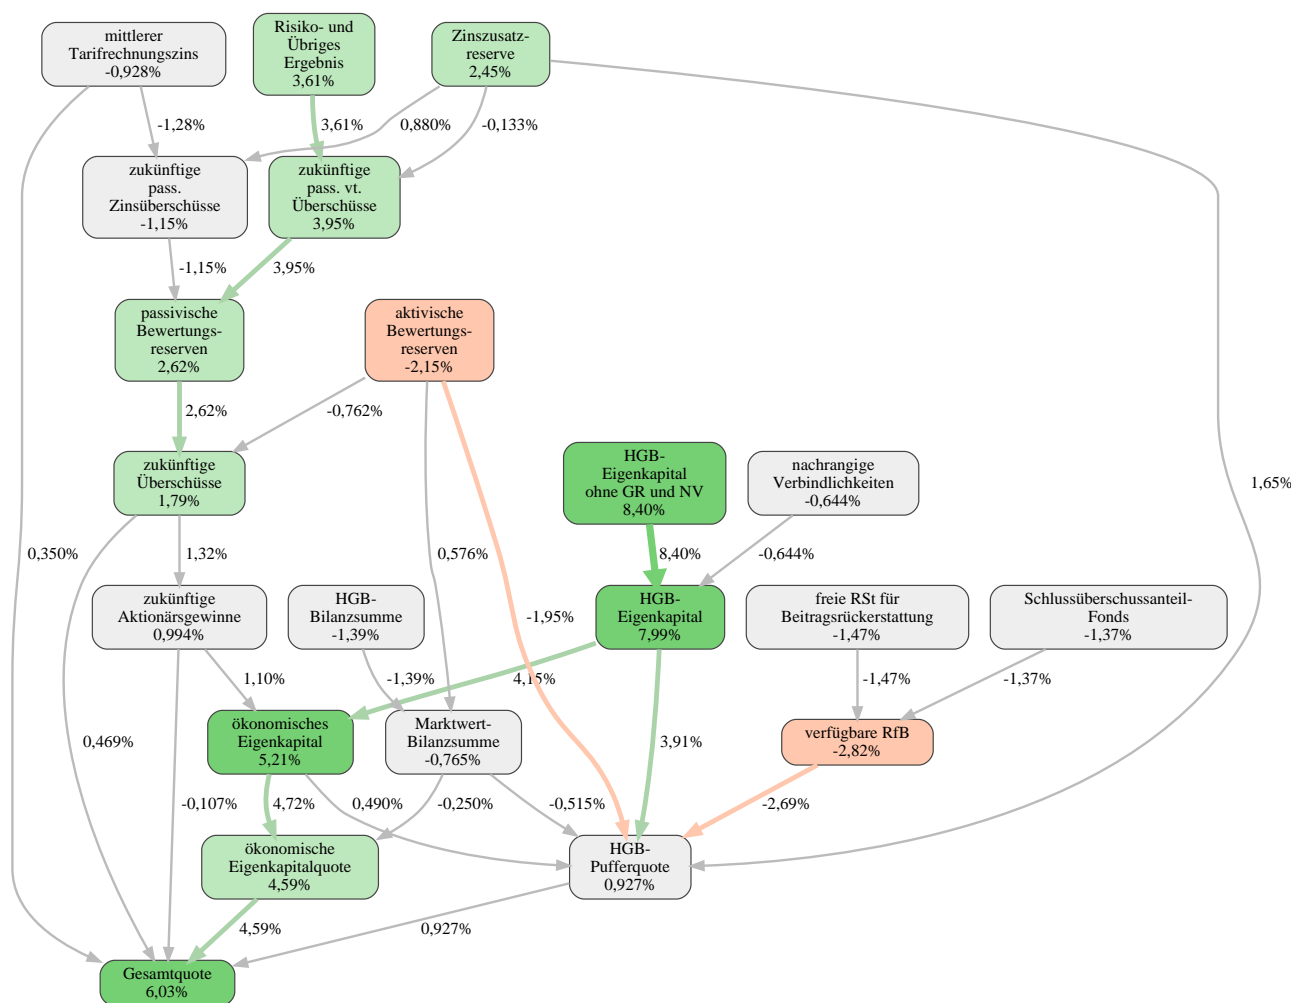 mittlerer
Tarifrechnungszins
-0,928%
Risiko- und
Übriges
Ergebnis
3,61%
Zinszusatz-
reserve
2,45%
-1,28%
3,61%
0,880%
-0,133%
zukünftige
pass.
Zinsüberschüsse
-1,15%
zukünftige
pass. vt.
Überschüsse
3,95%
-1,15%
3,95%
passivische
Bewertungs-
reserven
2,62%
aktivische
Bewertungs-
reserven
-2,15%
2,62%
-0,762%
zukünftige
Überschüsse
1,79%
HGB-
Eigenkapital
ohne GR und NV
8,40%
nachrangige
Verbindlichkeiten
-0,644%
1,65%
0,350%
1,32%
0,576%
8,40%
-0,644%
zukünftige
Aktionärsgewinne
0,994%
HGB-
Bilanzsumme
-1,39%
-1,95%
HGB-
Eigenkapital
7,99%
freie RSt für
Beitragsrückerstattung
-1,47%
Schlussüberschussanteil-
Fonds
-1,37%
1,10%
-1,39%
4,15%
-1,47%
-1,37%
ökonomisches
Eigenkapital
5,21%
Marktwert-
Bilanzsumme
-0,765%
verfügbare RfB
-2,82%
0,469%
3,91%
-0,107%
4,72%
0,490%
-0,250%
-0,515%
-2,69%
ökonomische
Eigenkapitalquote
4,59%
HGB-
Pufferquote
0,927%
4,59%
0,927%
Gesamtquote
6,03%